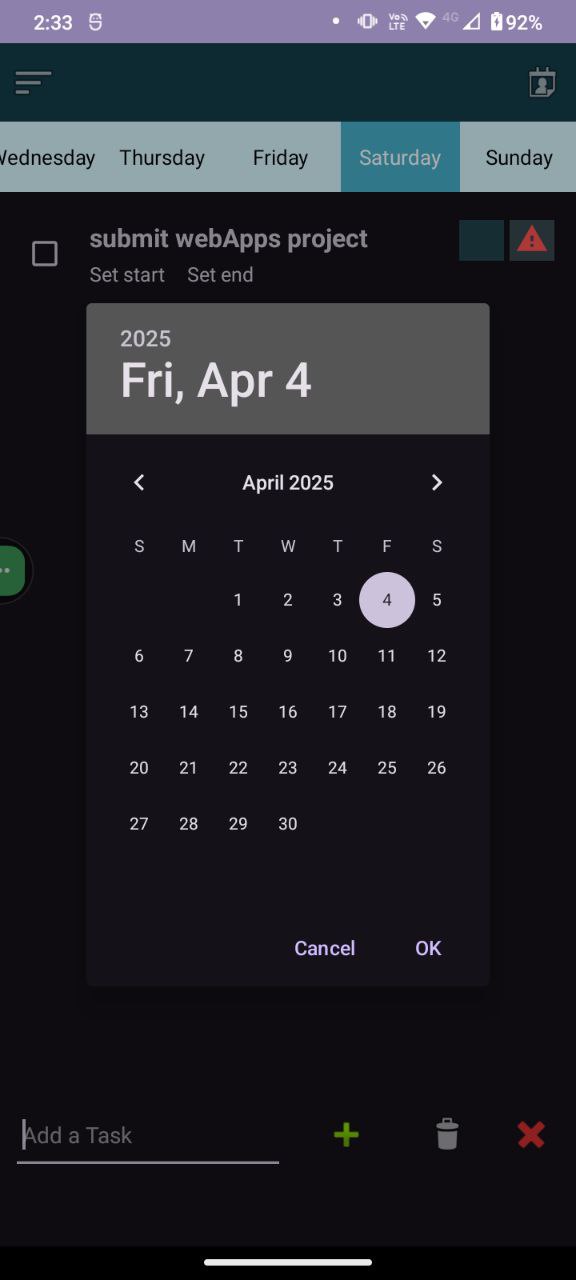 2:33 Vo LTE 4G 92%
Wednesday Thursday Friday Saturday Sunday
submit webApps project
Set start Set end
2025
Fri, Apr 4
April 2025
S M T W T F S
1 2 3 4 5
6 7 8 9 10 11 12
13 14 15 16 17 18 19
20 21 22 23 24 25 26
27 28 29 30
Cancel OK
Add a Task